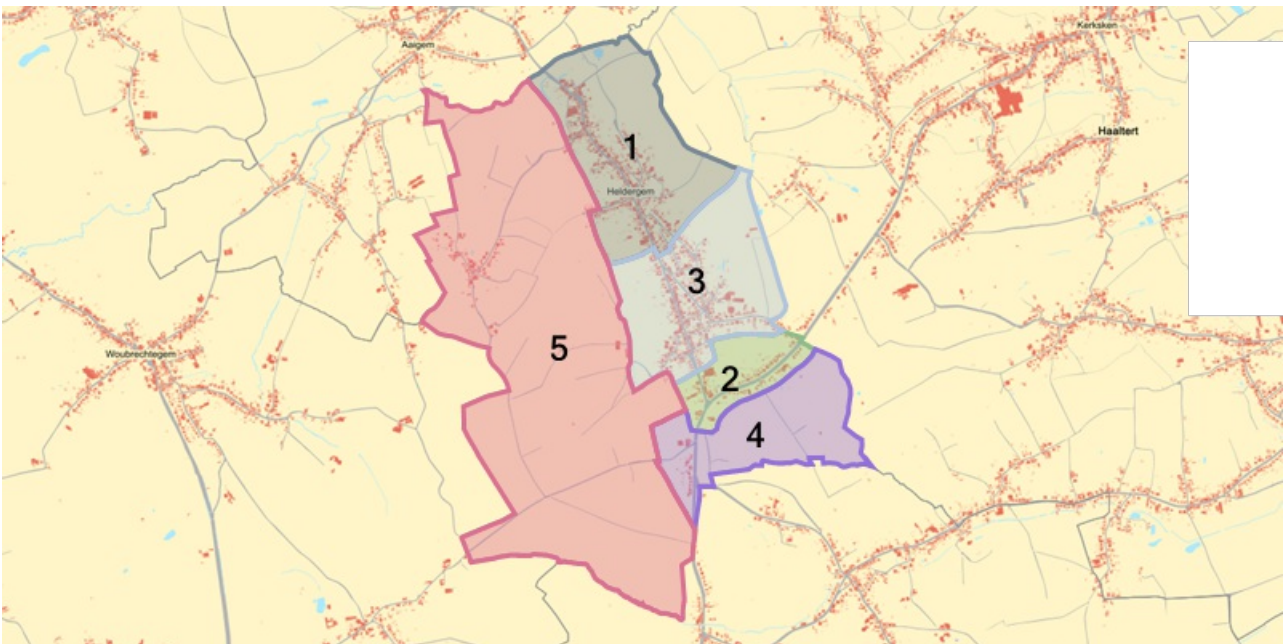 Kerksken
Aaigem
Haaltert
1
Heldergem
3
5
Woubrechtegem
2
4